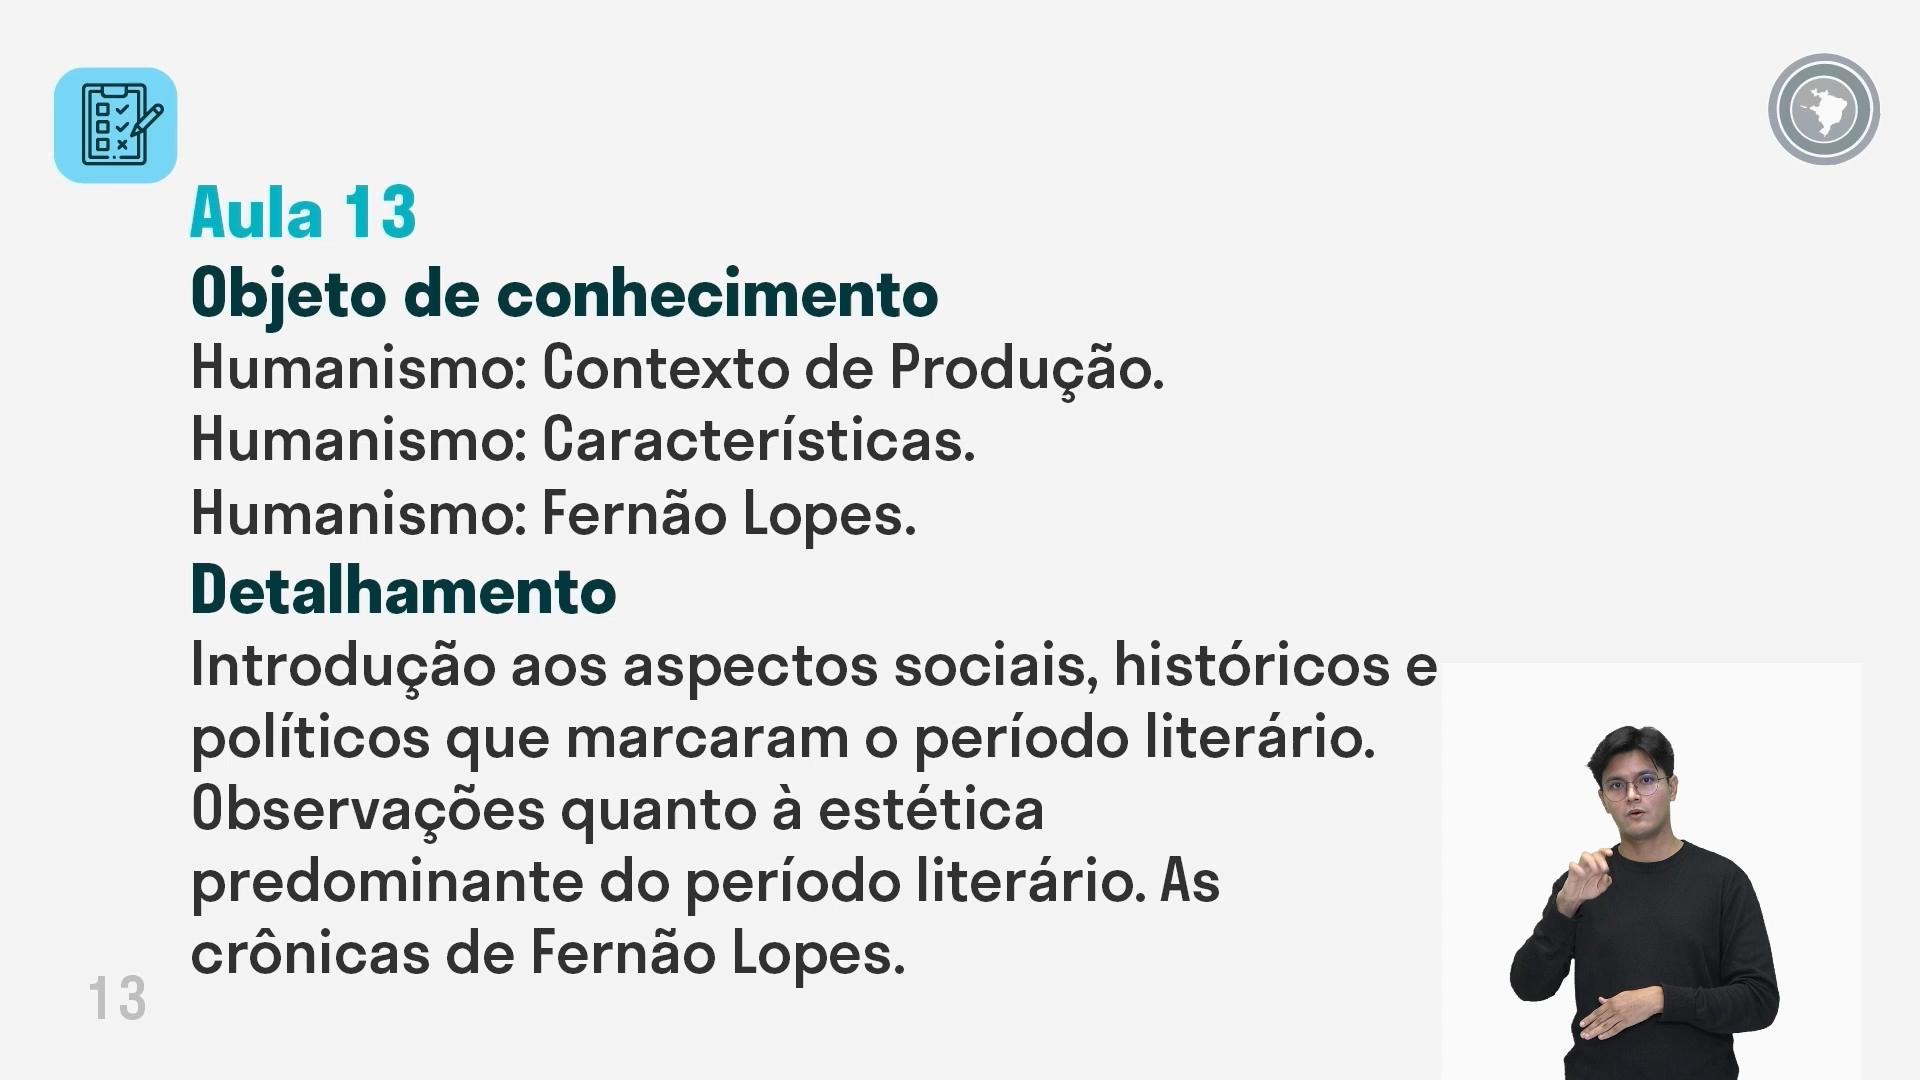 Aula 13
Objeto de conhecimento
Humanismo: Contexto de Produção.
Humanismo: Características.
Humanismo: Fernão Lopes.
Detalhamento
Introdução aos aspectos sociais, históricos e
políticos que marcaram o período literário.
Observações quanto à estética
predominante do período literário. As
crônicas de Fernão Lopes.
13